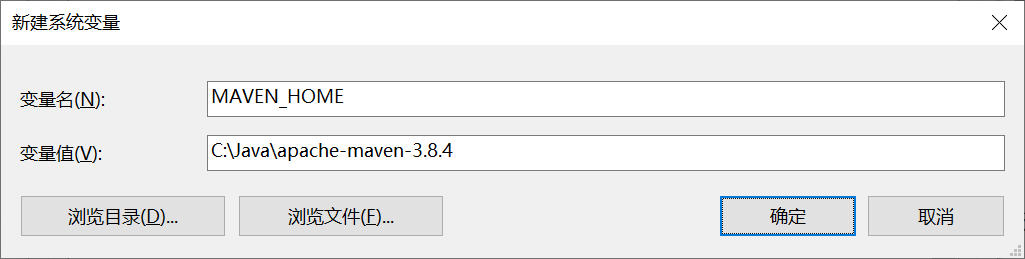 新建系统变量
变量名(N): MAVEN_HOME
变量值(V): C:\Java\apache-maven-3.8.4
浏览目录(D)... 浏览文件(F)... 确定 取消